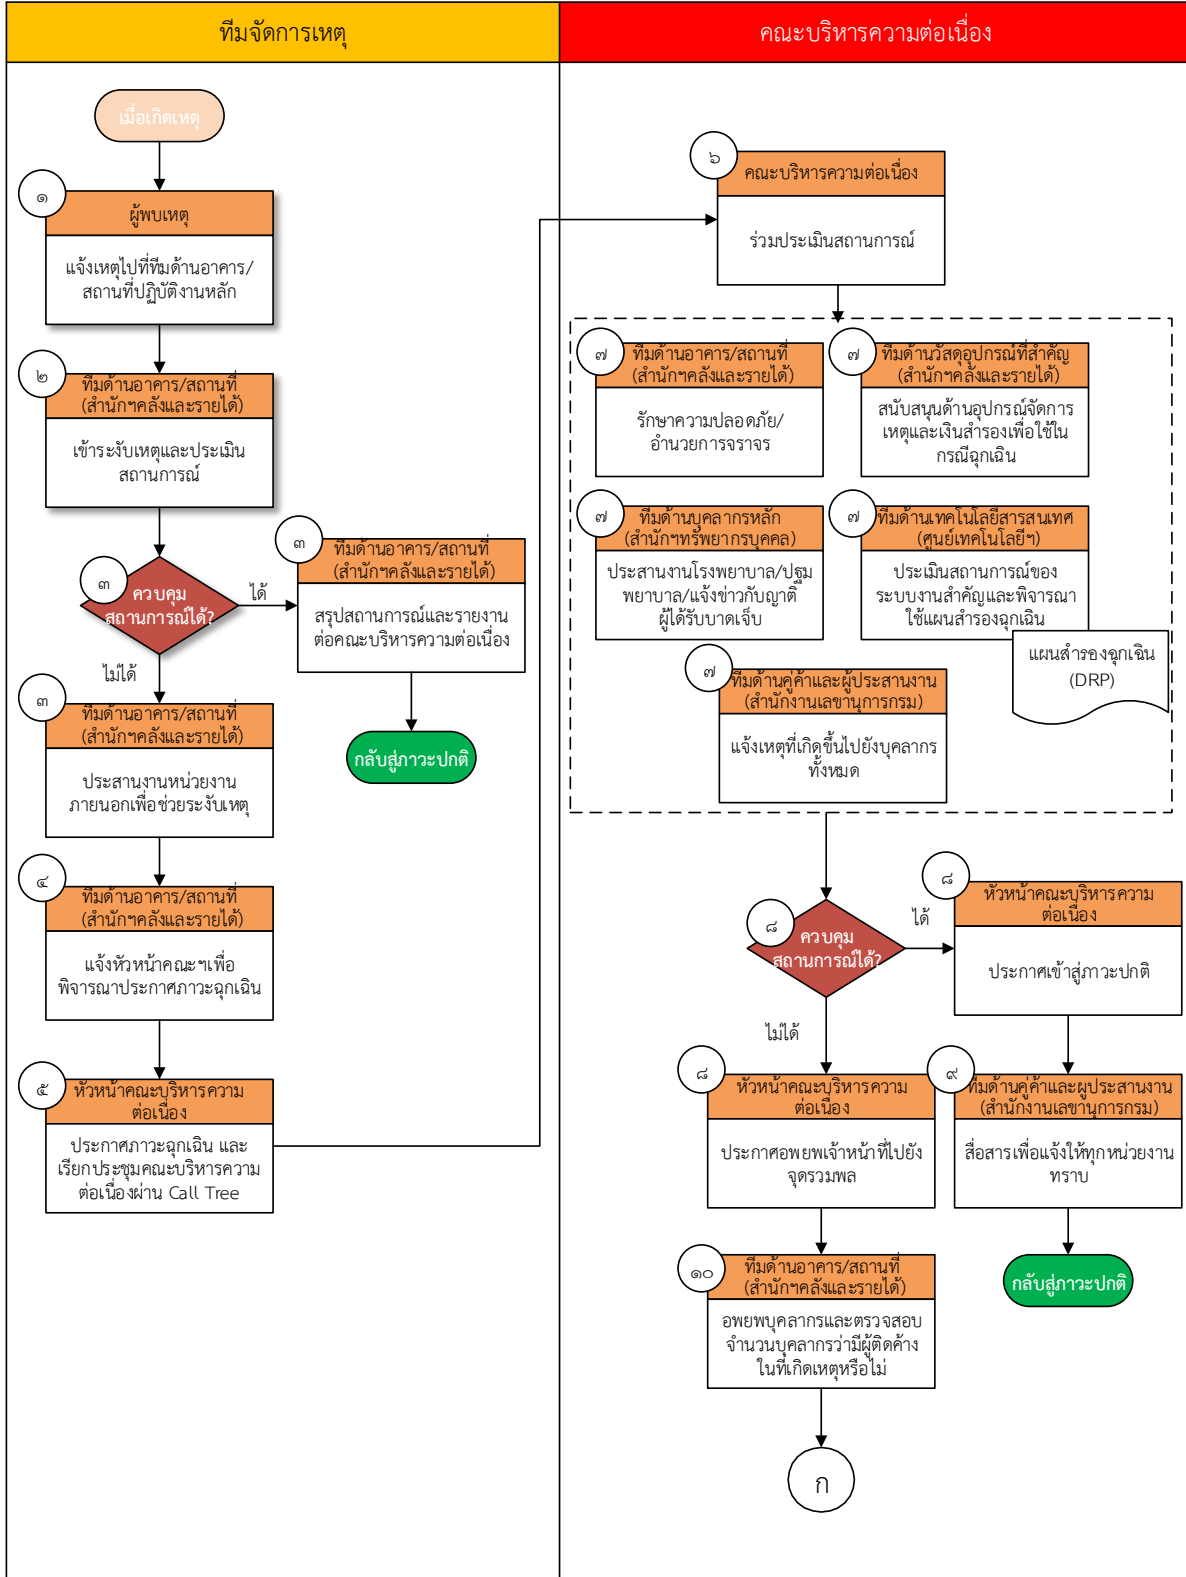 ทีมจัดการเหตุ
คณะบริหารความต่อเนื่อง
เมื่อเกิดเหตุ
๑
ผู้พบเหตุ
แจ้งเหตุไปที่ทีมด้านอาคาร/
สถานที่ปฏิบัติงานหลัก
๒
ทีมด้านอาคาร/สถานที่
(สำนักฯคลังและรายได้)
เข้าระงับเหตุและประเมิน
สถานการณ์
๓
ควบคุม
สถานการณ์ได้?
ได้
ไม่ได้
๓
ทีมด้านอาคาร/สถานที่
(สำนักฯคลังและรายได้)
สรุปสถานการณ์และรายงาน
ต่อคณะบริหารความต่อเนื่อง
กลับสู่ภาวะปกติ
๓
ทีมด้านอาคาร/สถานที่
(สำนักฯคลังและรายได้)
ประสานงานหน่วยงาน
ภายนอกเพื่อช่วยระงับเหตุ
๔
ทีมด้านอาคาร/สถานที่
(สำนักฯคลังและรายได้)
แจ้งหัวหน้าคณะฯเพื่อ
พิจารณาประกาศภาวะฉุกเฉิน
๕
หัวหน้าคณะบริหารความ
ต่อเนื่อง
ประกาศภาวะฉุกเฉิน และ
เรียกประชุมคณะบริหารความ
ต่อเนื่องผ่าน Call Tree
๖
คณะบริหารความต่อเนื่อง
ร่วมประเมินสถานการณ์
๗
ทีมด้านอาคาร/สถานที่
(สำนักฯคลังและรายได้)
รักษาความปลอดภัย/
อำนวยการจราจร
๗
ทีมด้านวัสดุอุปกรณ์ที่สำคัญ
(สำนักฯคลังและรายได้)
สนับสนุนด้านอุปกรณ์จัดการ
เหตุและเงินสำรองเพื่อใช้ใน
กรณีฉุกเฉิน
๗
ทีมด้านบุคลากรหลัก
(สำนักฯทรัพยากรบุคคล)
ประสานงานโรงพยาบาล/ปฐม
พยาบาล/แจ้งข่าวกับญาติ
ผู้ได้รับบาดเจ็บ
๗
ทีมด้านเทคโนโลยีสารสนเทศ
(ศูนย์เทคโนโลยีฯ)
ประเมินสถานการณ์ของ
ระบบงานสำคัญและพิจารณา
ใช้แผนสำรองฉุกเฉิน
แผนสำรองฉุกเฉิน
(DRP)
๗
ทีมด้านคู่ค้าและผู้ประสานงาน
(สำนักงานเลขานุการกรม)
แจ้งเหตุที่เกิดขึ้นไปยังบุคลากร
ทั้งหมด
๘
ควบคุม
สถานการณ์ได้?
ได้
ไม่ได้
๘
หัวหน้าคณะบริหารความ
ต่อเนื่อง
ประกาศเข้าสู่ภาวะปกติ
๙
ทีมด้านคู่ค้าและผู้ประสานงาน
(สำนักงานเลขานุการกรม)
สื่อสารเพื่อแจ้งให้ทุกหน่วยงาน
ทราบ
กลับสู่ภาวะปกติ
๘
หัวหน้าคณะบริหารความ
ต่อเนื่อง
ประกาศอพยพเจ้าหน้าที่ไปยัง
จุดรวมพล
๑๐
ทีมด้านอาคาร/สถานที่
(สำนักฯคลังและรายได้)
อพยพบุคลากรและตรวจสอบ
จำนวนบุคลากรว่ามีผู้ติดค้าง
ในที่เกิดเหตุหรือไม่
ก